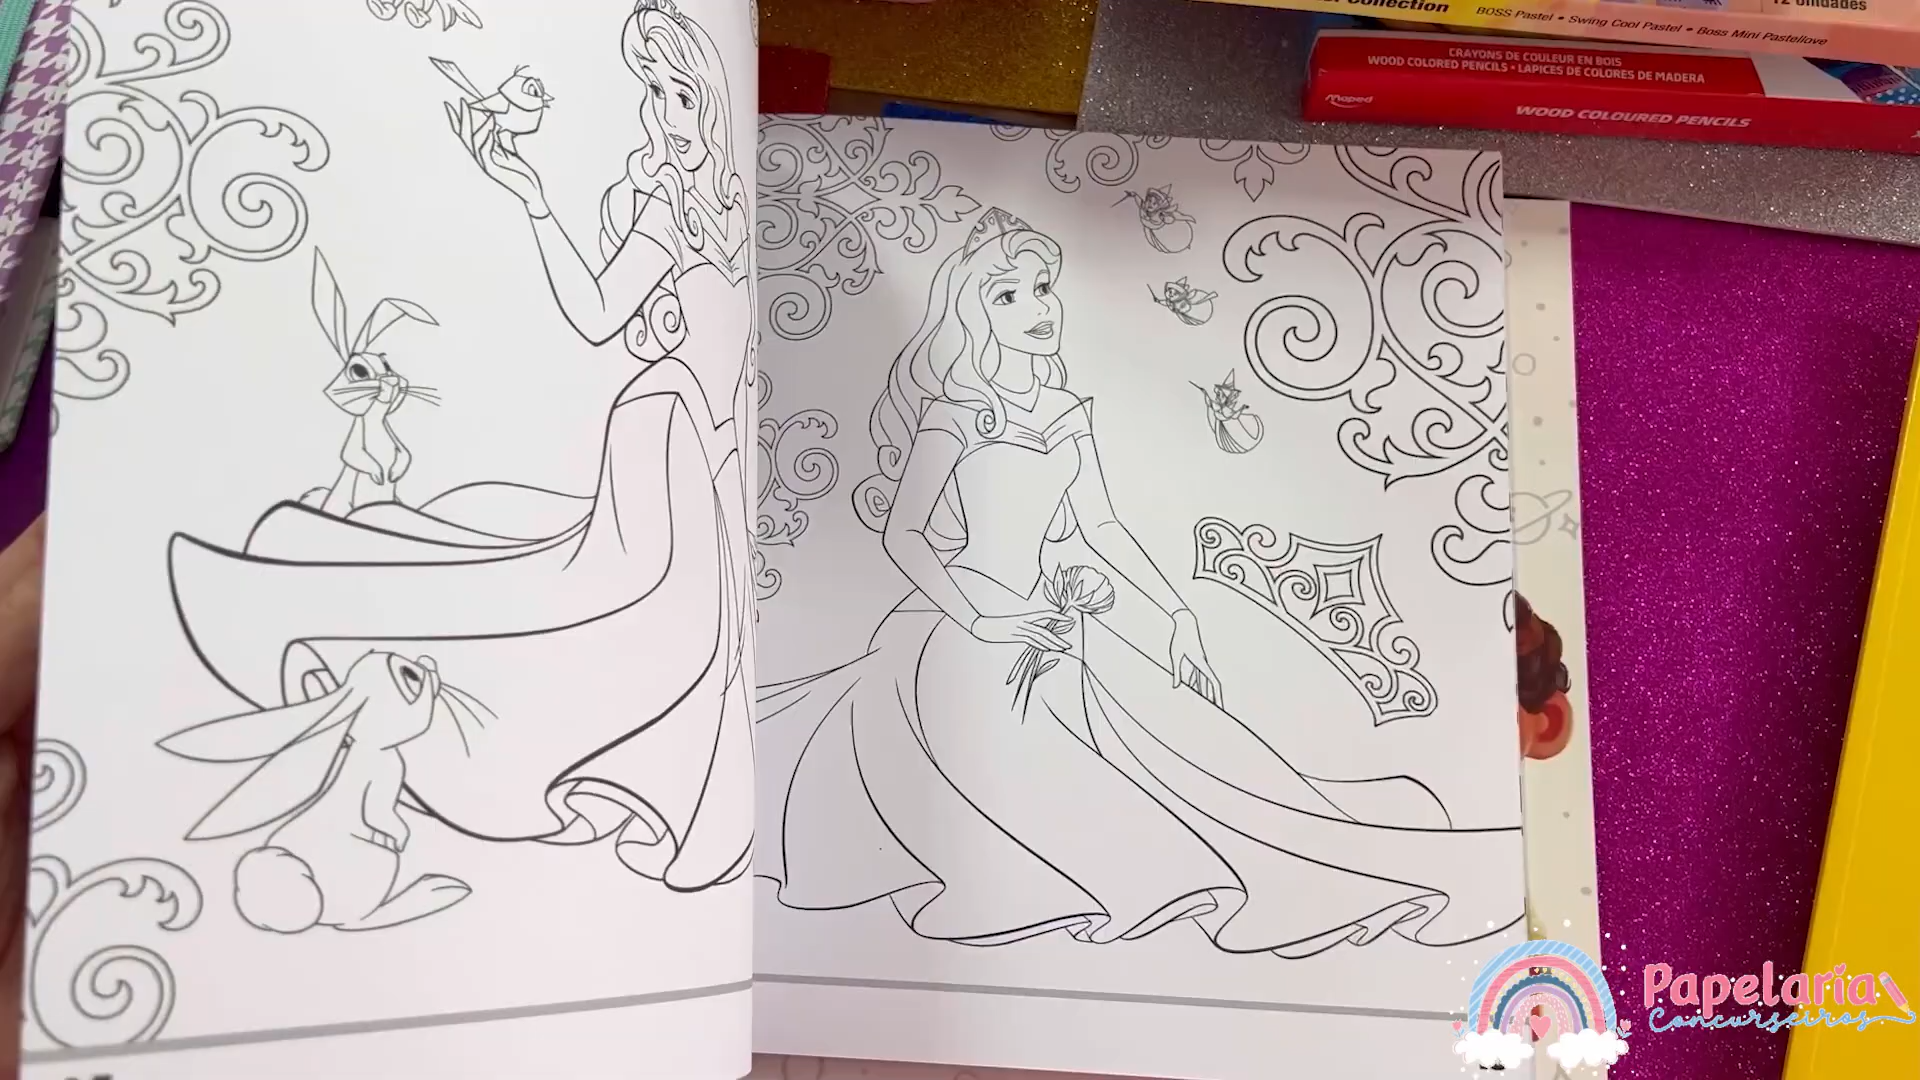 Collection
BOSS Pastel • Swing Cool Pastel • Boss Mini Pastellove
12 Unidades
CRAYONS DE COULEUR EN BOIS
WOOD COLORED PENCILS • LAPICES DE COLORES DE MADERA
maped
WOOD COLOURED PENCILS
Papelaria
Concurseiros